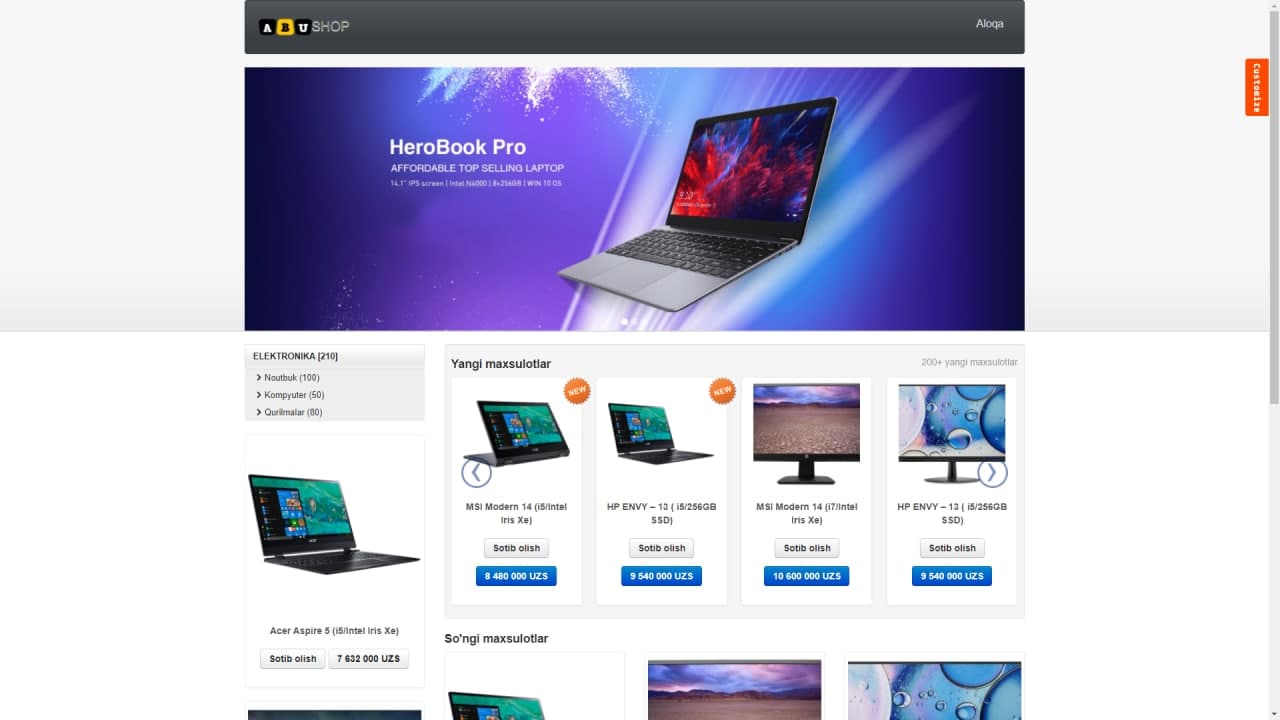 ABUSHOP
Aloqa
Customize
HeroBook Pro
AFFORDABLE TOP SELLING LAPTOP
14.1" IPS screen | Intel N4000 | 8+256GB | WIN 10 OS
ELEKTRONIKA [210]
Noutbuk (100)
Kompyuter (50)
Qurilmalar (80)
Yangi maxsulotlar
200+ yangi maxsulotlar
NEW
NEW
MSI Modern 14 (i5/Intel
Iris Xe)
Sotib olish
8 480 000 UZS
HP ENVY – 13 ( i5/256GB
SSD)
Sotib olish
9 540 000 UZS
MSI Modern 14 (i7/Intel
Iris Xe)
Sotib olish
10 600 000 UZS
HP ENVY – 13 ( i5/256GB
SSD)
Sotib olish
9 540 000 UZS
Acer Aspire 5 (i5/Intel Iris Xe)
Sotib olish
7 632 000 UZS
So'ngi maxsulotlar